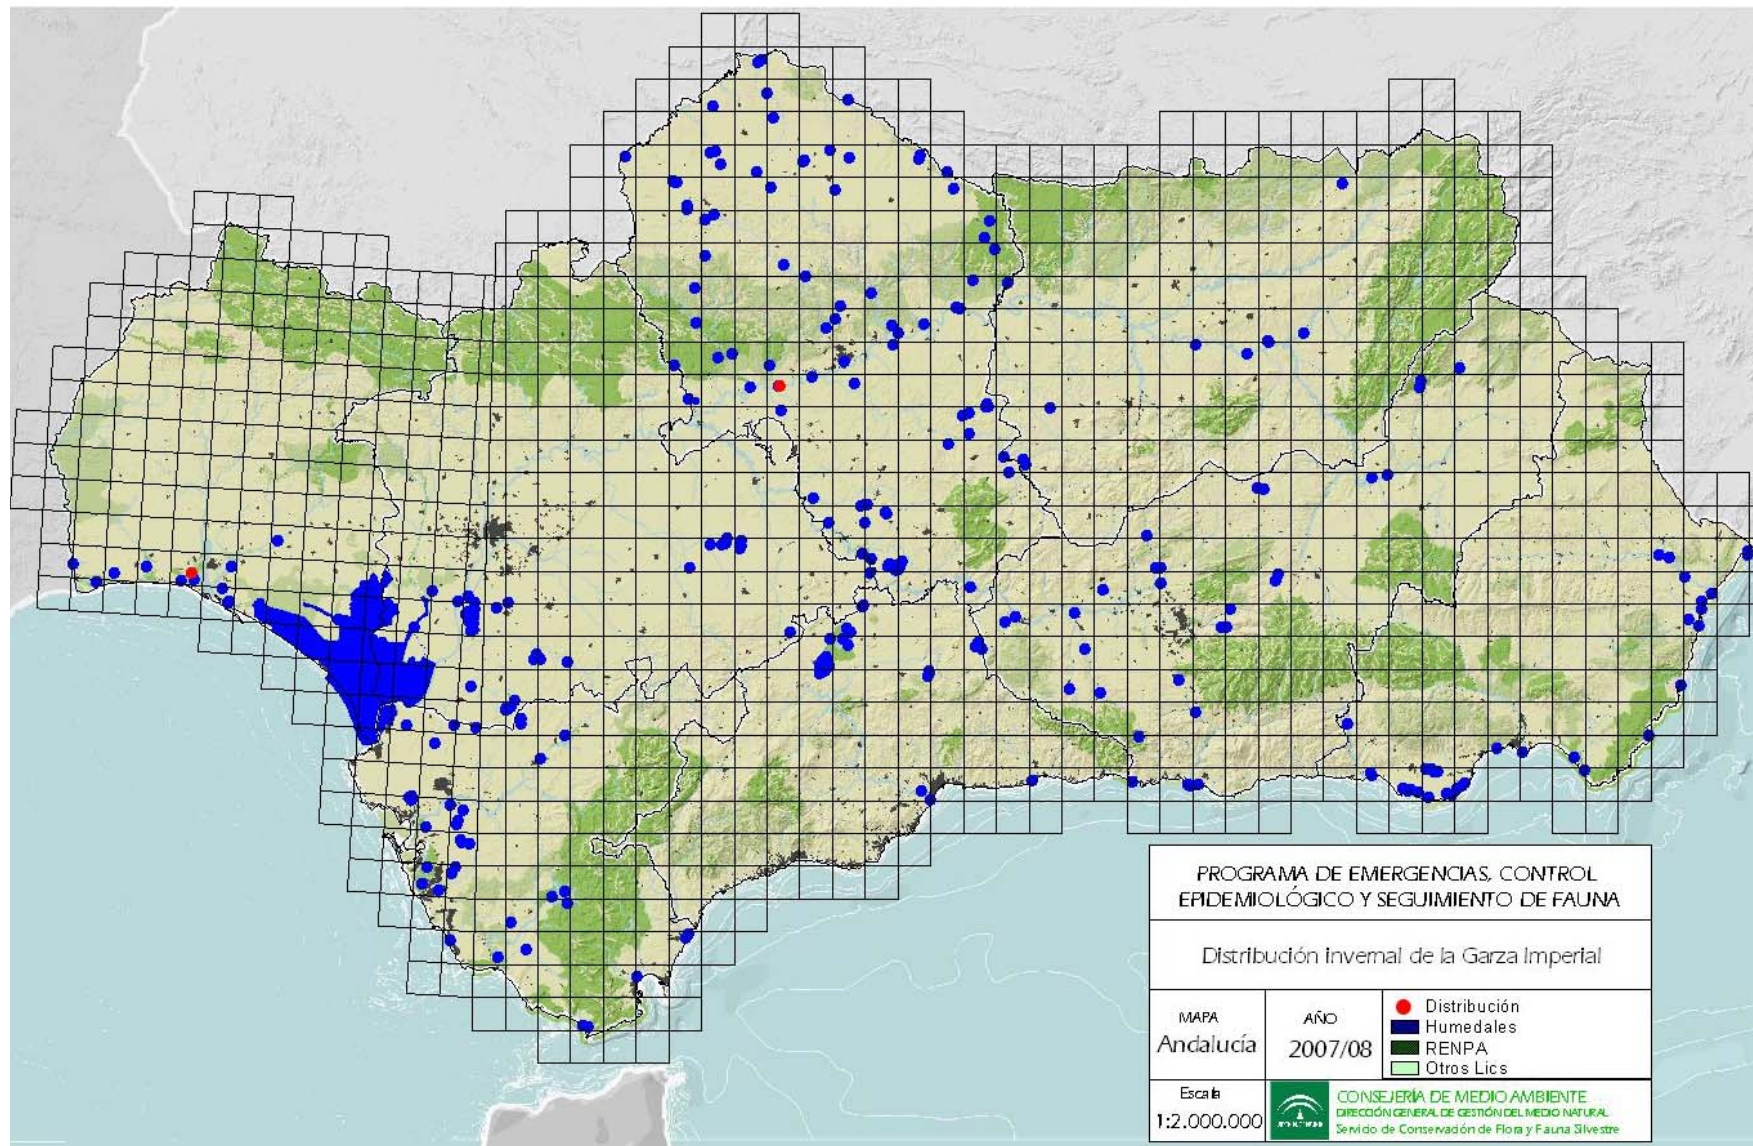 PROGRAMA DE EMERGENCIAS, CONTROL
EPIDEMIOLÓGICO Y SEGUIMIENTO DE FAUNA
Distribución invernal de la Garza Imperial
MAPA
Andalucía
AÑO
2007/08
Distribución
Humedales
RENPA
Otros Lics
Escala
1:2.000.000
CONSEJERÍA DE MEDIO AMBIENTE
DIRECCIÓN GENERAL DE GESTIÓN DEL MEDIO NATURAL
Servicio de Conservación de Flora y Fauna Silvestre